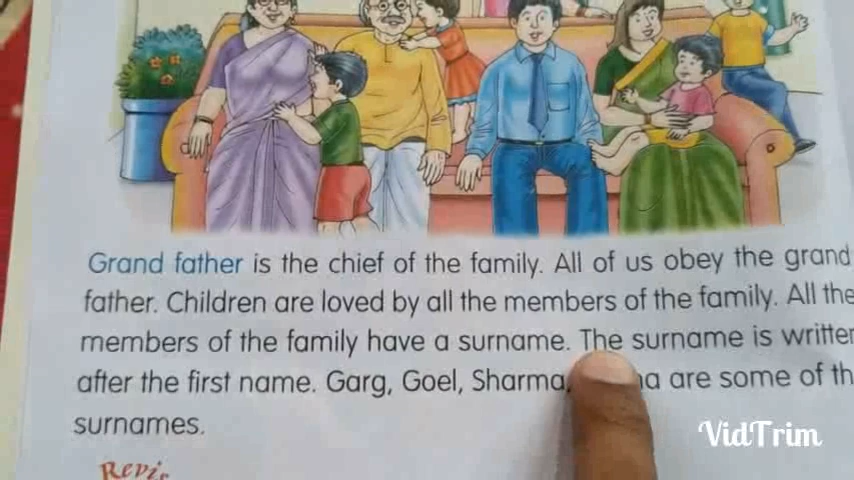 Grand father is the chief of the family. All of us obey the grand
father. Children are loved by all the members of the family. All the
members of the family have a surname. The surname is written
after the first name. Garg, Goel, Sharma, are some of th
surnames.
VidTrim